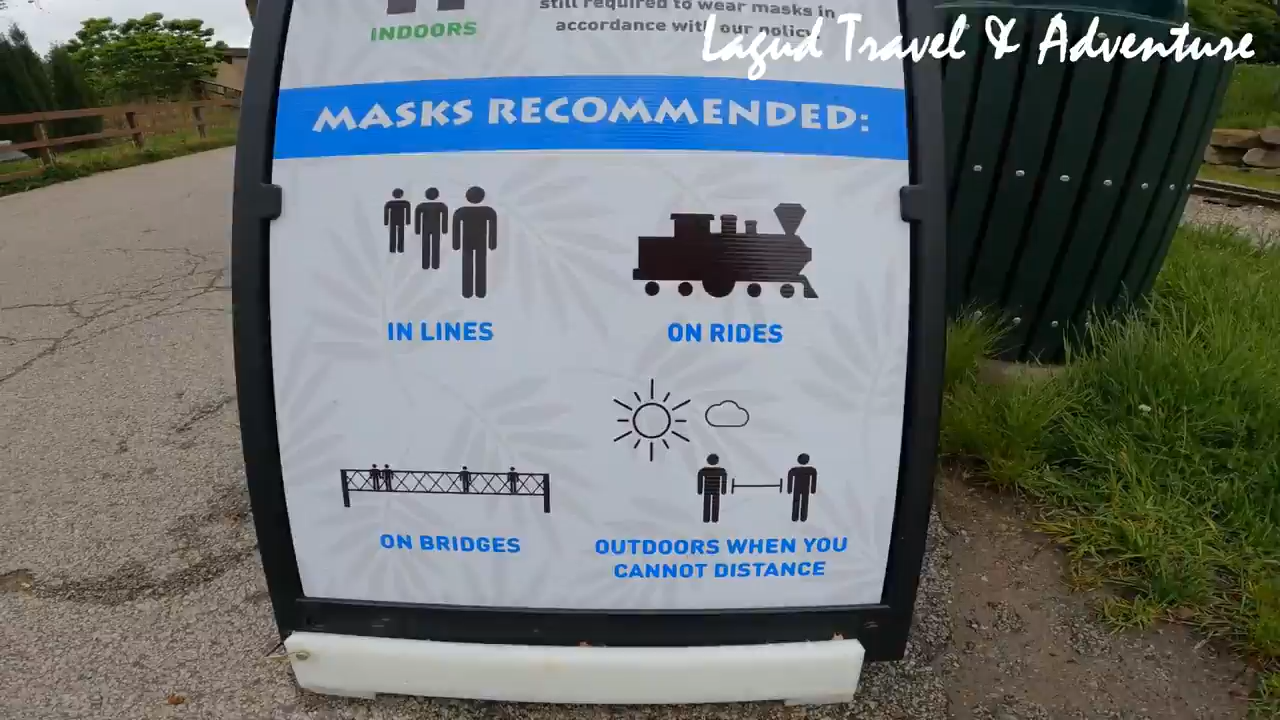 still required to wear masks in
accordance with our policy
INDOORS
Lagud Travel & Adventure
MASKS RECOMMENDED:
IN LINES
ON RIDES
ON BRIDGES
OUTDOORS WHEN YOU
CANNOT DISTANCE